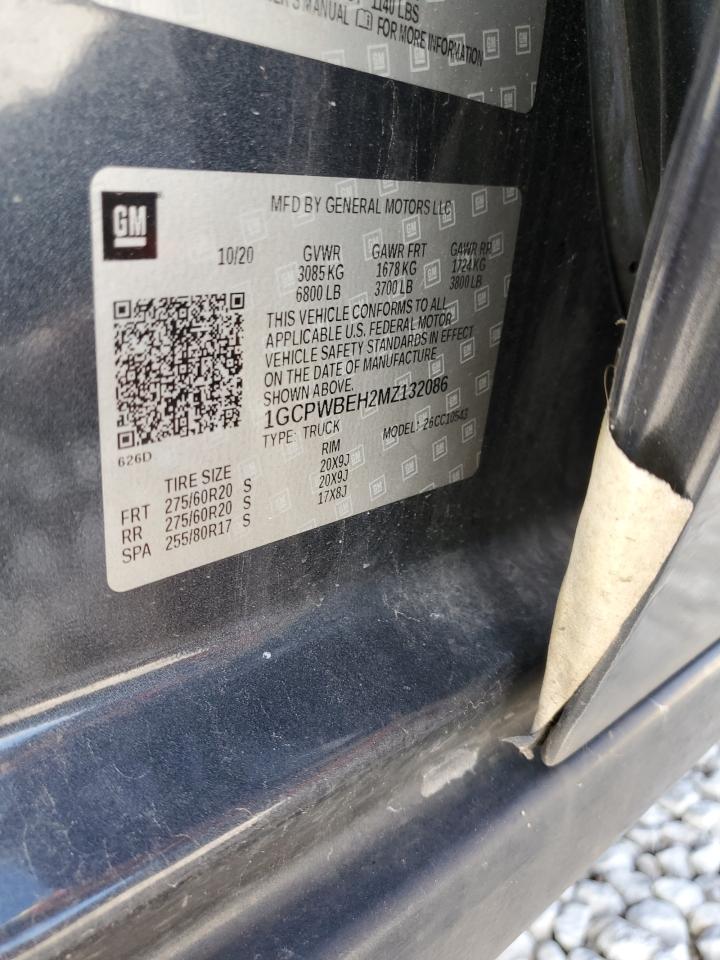 1140 LBS
MANUAL FOR MORE INFORMATION
GM
MFD BY GENERAL MOTORS LLC
10/20 GVWR GAWR FRT GAWR RR
3085 KG 1678 KG 1724 KG
6800 LB 3700 LB 3800 LB
THIS VEHICLE CONFORMS TO ALL
APPLICABLE U.S. FEDERAL MOTOR
VEHICLE SAFETY STANDARDS IN EFFECT
ON THE DATE OF MANUFACTURE
SHOWN ABOVE.
1GCPWBEH2MZ132086
TYPE: TRUCK MODEL: 26CC10543
626D
TIRE SIZE RIM
FRT 275/60R20 S 20X9J
RR 275/60R20 S 20X9J
SPA 255/80R17 S 17X8J